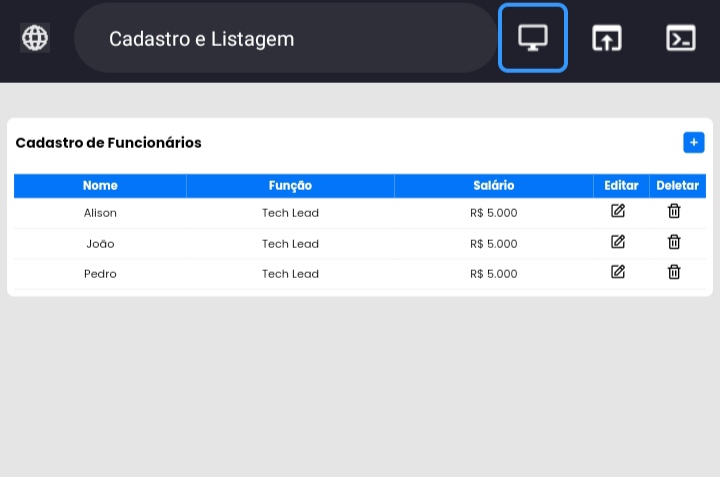 Cadastro e Listagem
Cadastro de Funcionários
+
Nome Função Salário Editar Deletar
Alison Tech Lead R$ 5.000
João Tech Lead R$ 5.000
Pedro Tech Lead R$ 5.000